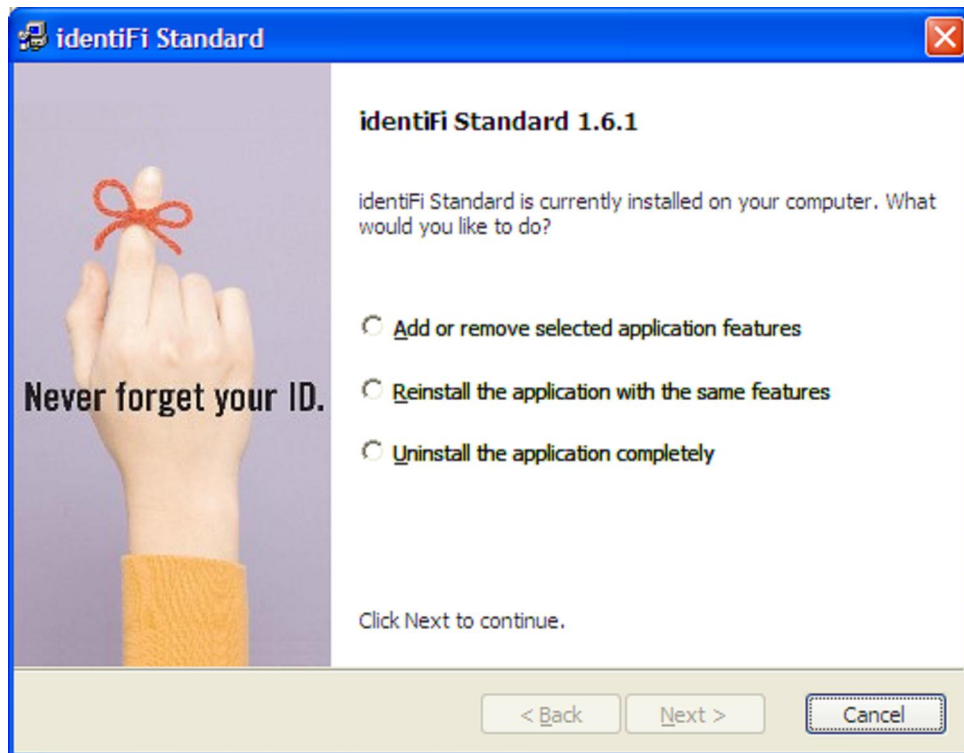 identiFi Standard
identiFi Standard 1.6.1
identiFi Standard is currently installed on your computer. What
would you like to do?
Add or remove selected application features
Reinstall the application with the same features
Uninstall the application completely
Never forget your ID.
Click Next to continue.
< Back
Next >
Cancel